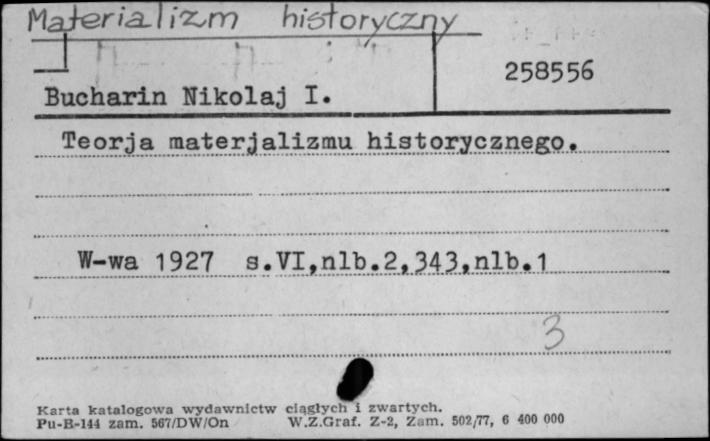 Materializm historyczny
258556
Bucharin Nikolaj I.
Teorja materjalizmu historycznego.
W-wa 1927 s.VI,nlb.2,343,nlb.1
3
Karta katalogowa wydawnictw ciągłych i zwartych.
Pu-B-144 zam. 567/DW/On W.Z.Graf. Z-2, Zam. 502/77, 6 400 000